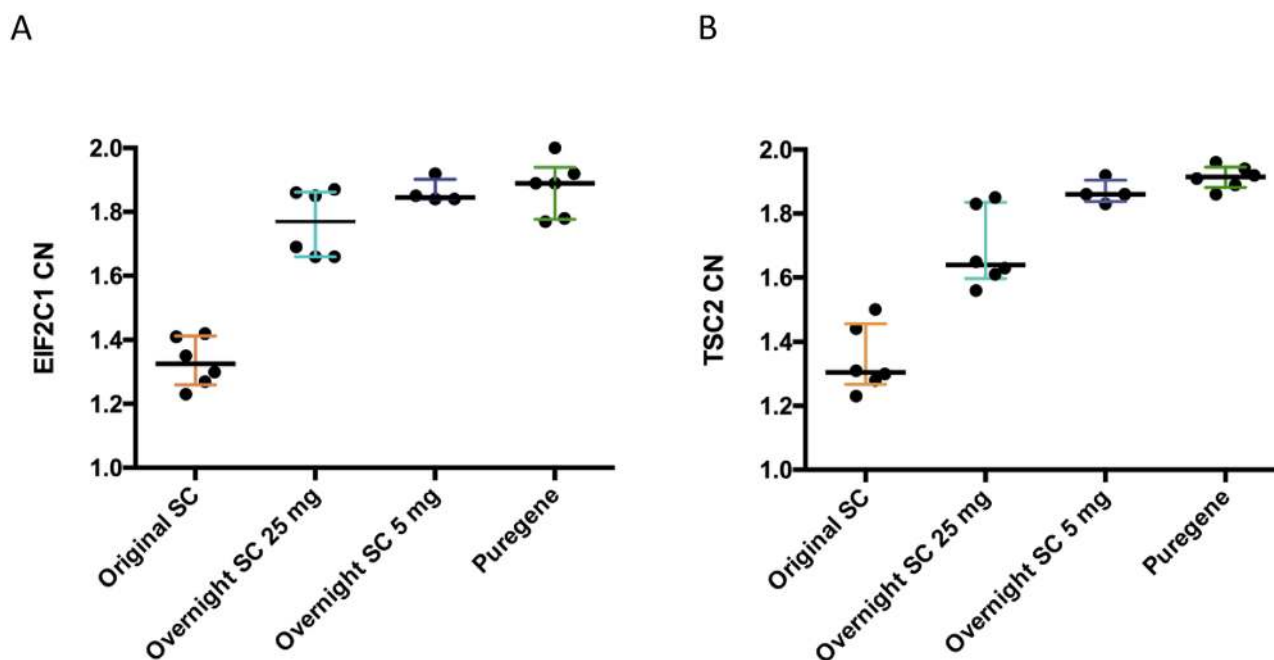 A
EIF2C1 CN
2.0
1.8
1.6
1.4
1.2
1.0
Original SC
Overnight SC 25 mg
Overnight SC 5 mg
Puregene
B
TSC2 CN
2.0
1.8
1.6
1.4
1.2
1.0
Original SC
Overnight SC 25 mg
Overnight SC 5 mg
Puregene